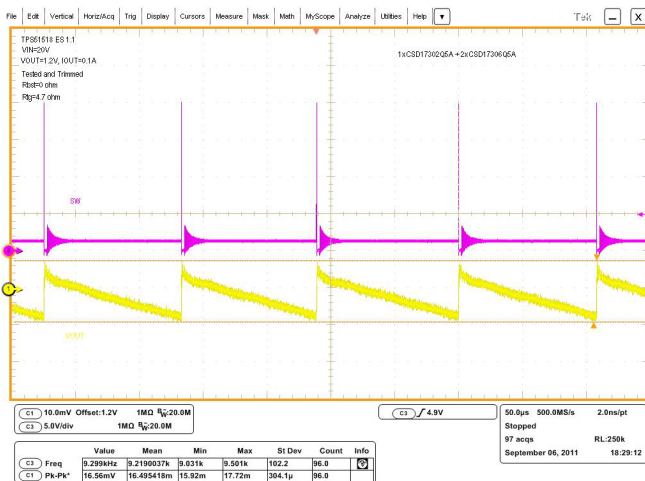 File Edit Vertical Horiz/Acq Trig Display Cursors Measure Mask Math MyScope Analyze Utilities Help Tek X
TPS51518 ES 1.1
VIN=20V
VOUT=1.2V, IOUT=0.1A
Tested and Trimmed
Rbst=0 ohm
Rtg=4.7 ohm
1xCSD17302Q5A +2xCSD17306Q5A
SW
VOUT
C1 10.0mV Offset:1.2V 1MΩ BW:20.0M
C3 5.0V/div 1MΩ BW:20.0M
C3 4.9V
50.0µs 500.0MS/s 2.0ns/pt
Stopped
97 acqs RL:250k
September 06, 2011 18:29:12
Value Mean Min Max St Dev Count Info
C3 Freq 9.299kHz 9.2190037k 9.031k 9.501k 102.2 96.0
C1 Pk-Pk* 16.56mV 16.495418m 15.92m 17.72m 304.1µ 96.0